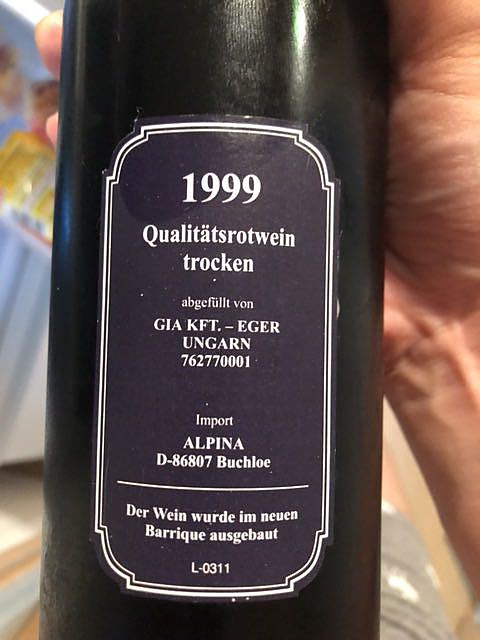 1999
Qualitätsrotwein
trocken
abgefüllt von
GIA KFT. – EGER
UNGARN
762770001
Import
ALPINA
D-86807 Buchloe
Der Wein wurde im neuen
Barrique ausgebaut
L-0311